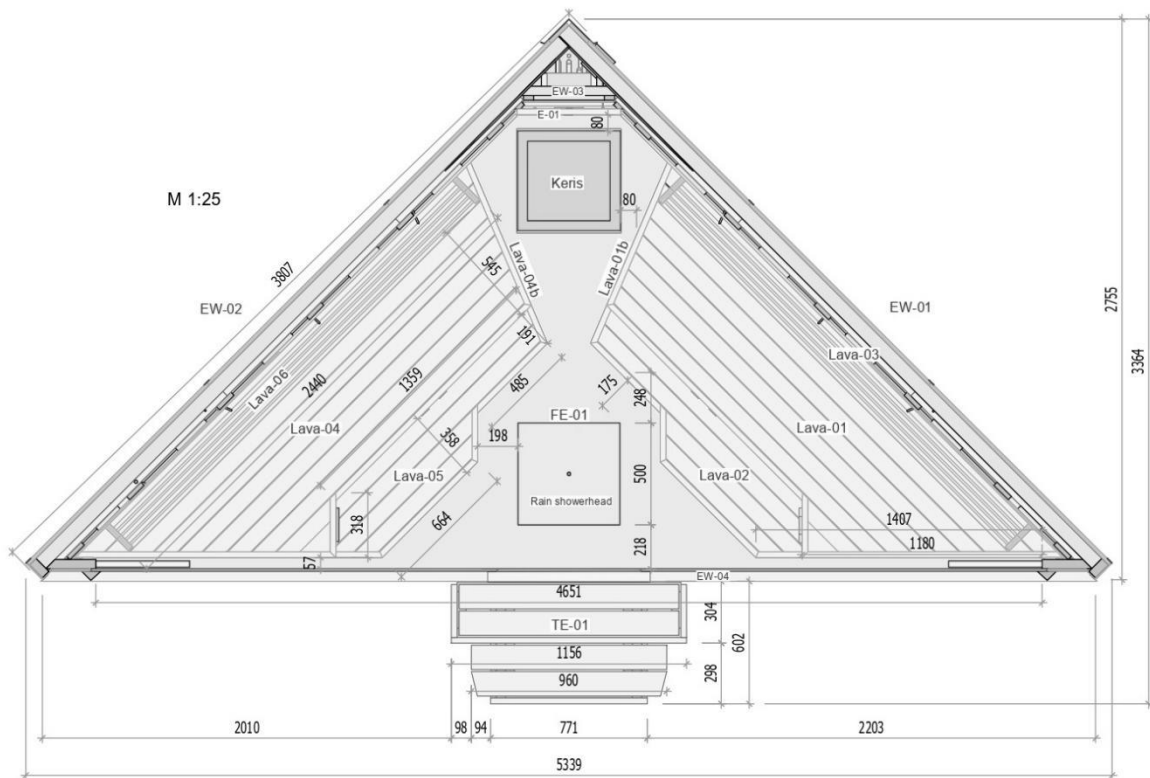 EW-03
E-01
80
Keris
80
M 1:25
545
Lava-04b
Lava-01b
3807
EW-02
EW-01
2755
3364
191
Lava-03
Lava-06
2440
1359
485
175
248
FE-01
Lava-04
358
198
Lava-01
Lava-05
500
Lava-02
Rain showerhead
318
664
1407
218
1180
57
EW-04
4651
304
TE-01
602
1156
298
960
2010
98
94
771
2203
5339